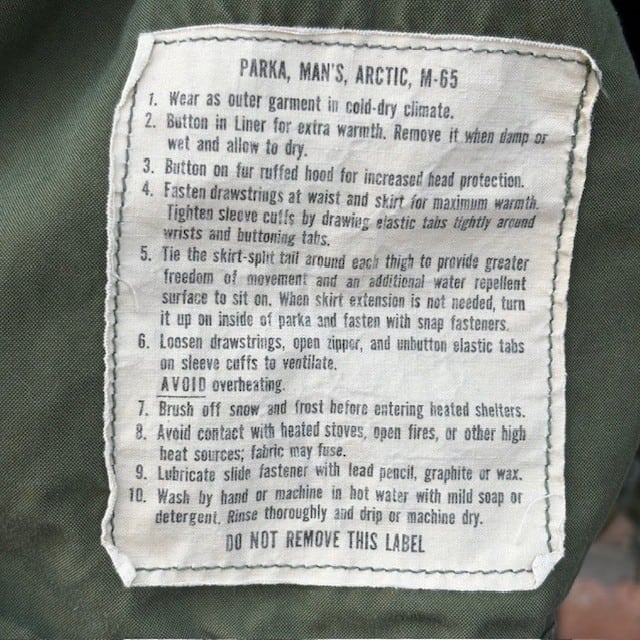 PARKA, MAN'S, ARCTIC, M-65
1. Wear as outer garment in cold-dry climate.
2. Button in Liner for extra warmth. Remove it when damp or
wet and allow to dry.
3. Button on fur ruffed hood for increased head protection.
4. Fasten drawstrings at waist and skirt for maximum warmth.
Tighten sleeve cuffs by drawing elastic tabs tightly around
wrists and buttoning tabs.
5. Tie the skirt-split tail around each thigh to provide greater
freedom of movement and an additional water repellent
surface to sit on. When skirt extension is not needed, turn
it up on inside of parka and fasten with snap fasteners.
6. Loosen drawstrings, open zipper, and unbutton elastic tabs
on sleeve cuffs to ventilate.
AVOID overheating.
7. Brush off snow and frost before entering heated shelters.
8. Avoid contact with heated stoves, open fires, or other high
heat sources; fabric may fuse.
9. Lubricate slide fastener with lead pencil, graphite or wax.
10. Wash by hand or machine in hot water with mild soap or
detergent. Rinse thoroughly and drip or machine dry.
DO NOT REMOVE THIS LABEL